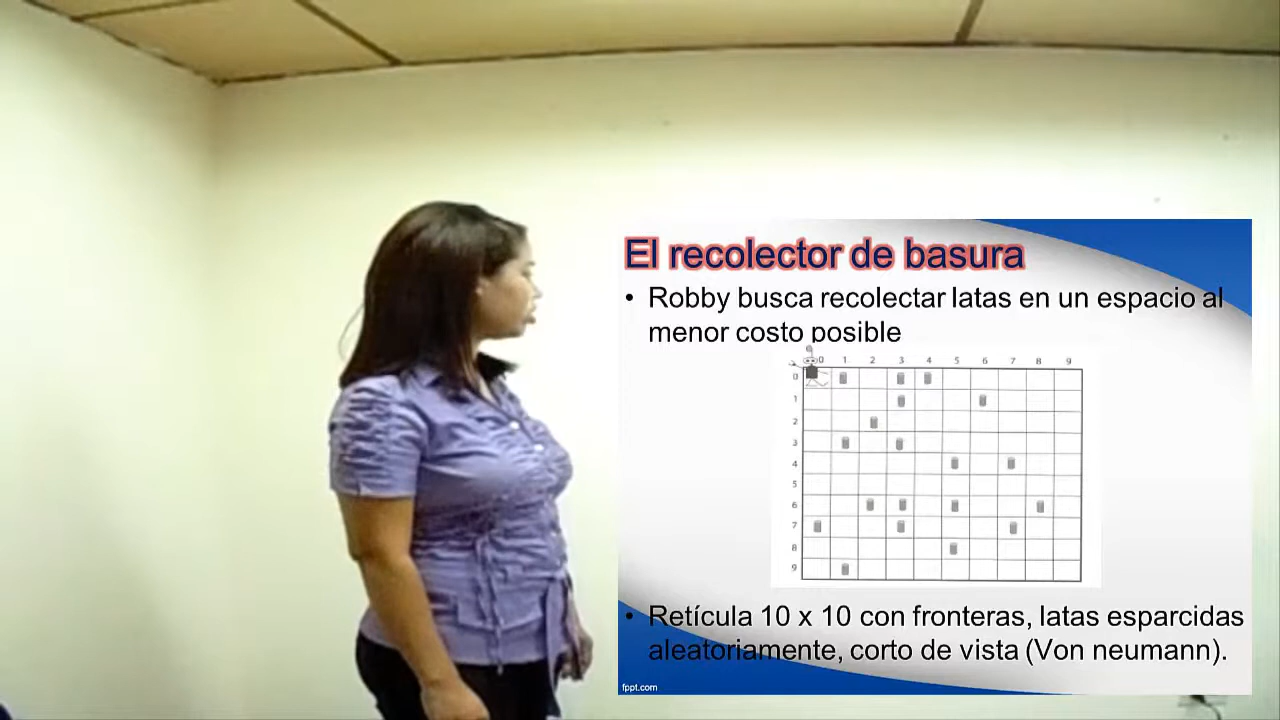 El recolector de basura
• Robby busca recolectar latas en un espacio al
menor costo posible
0 1 2 3 4 5 6 7 8 9
0
1
2
3
4
5
6
7
8
9
• Retícula 10 x 10 con fronteras, latas esparcidas
aleatoriamente, corto de vista (Von neumann).
fppt.com